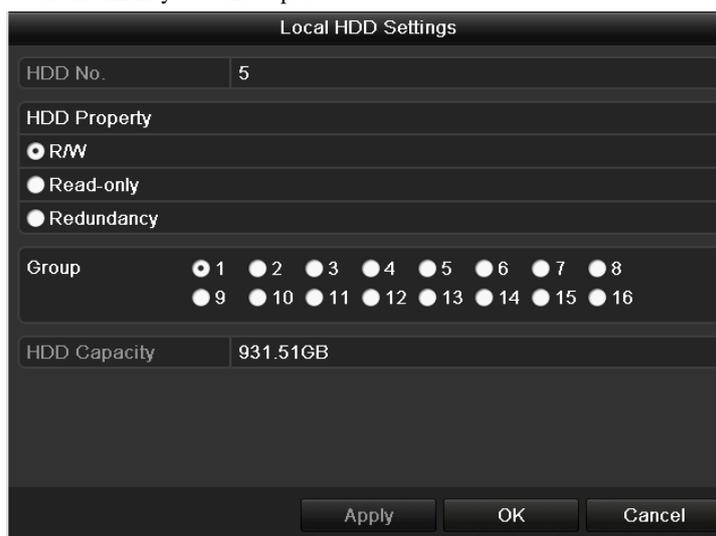 Local HDD Settings
HDD No. 5
HDD Property
R/W
Read-only
Redundancy
Group 1 2 3 4 5 6 7 8
9 10 11 12 13 14 15 16
HDD Capacity 931.51GB
Apply OK Cancel